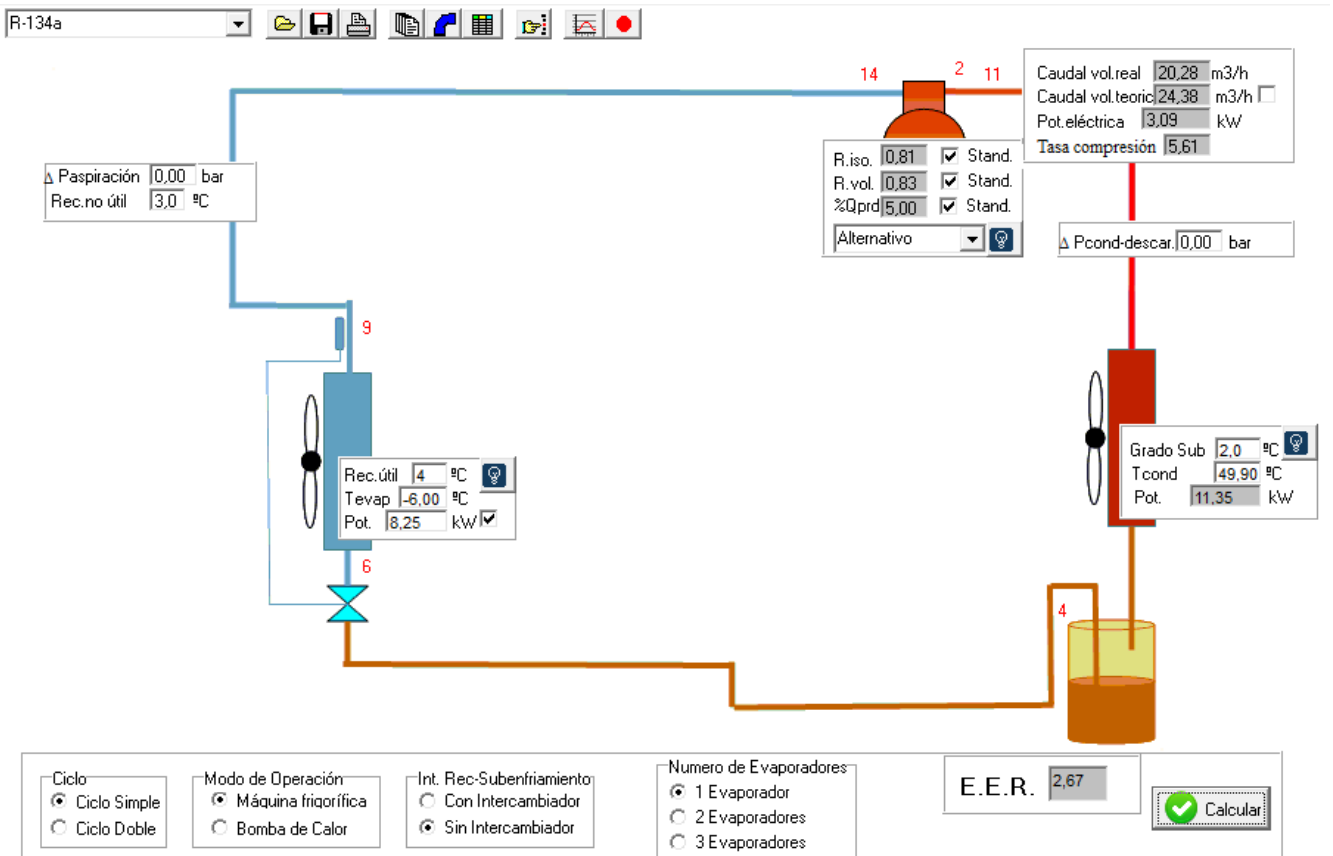 R-134a
14
2
11
Caudal vol.real 20,28 m3/h
Caudal vol.teoric 24,38 m3/h
Pot.eléctrica 3,09 kW
Tasa compresión 5,61
R.iso. 0,81 Stand.
R.vol. 0,83 Stand.
%Qprd 5,00 Stand.
Alternativo
Δ Paspiración 0,00 bar
Rec.no útil 3,0 ºC
Δ Pcond-descar. 0,00 bar
9
Rec.útil 4 ºC
Tevap -6,00 ºC
Pot. 8,25 kW
Grado Sub 2,0 ºC
Tcond 49,90 ºC
Pot. 11,35 kW
6
4
Ciclo
Ciclo Simple
Ciclo Doble
Modo de Operación
Máquina frigorífica
Bomba de Calor
Int. Rec-Subenfriamiento
Con Intercambiador
Sin Intercambiador
Numero de Evaporadores
1 Evaporador
2 Evaporadores
3 Evaporadores
E.E.R. 2,67
Calcular